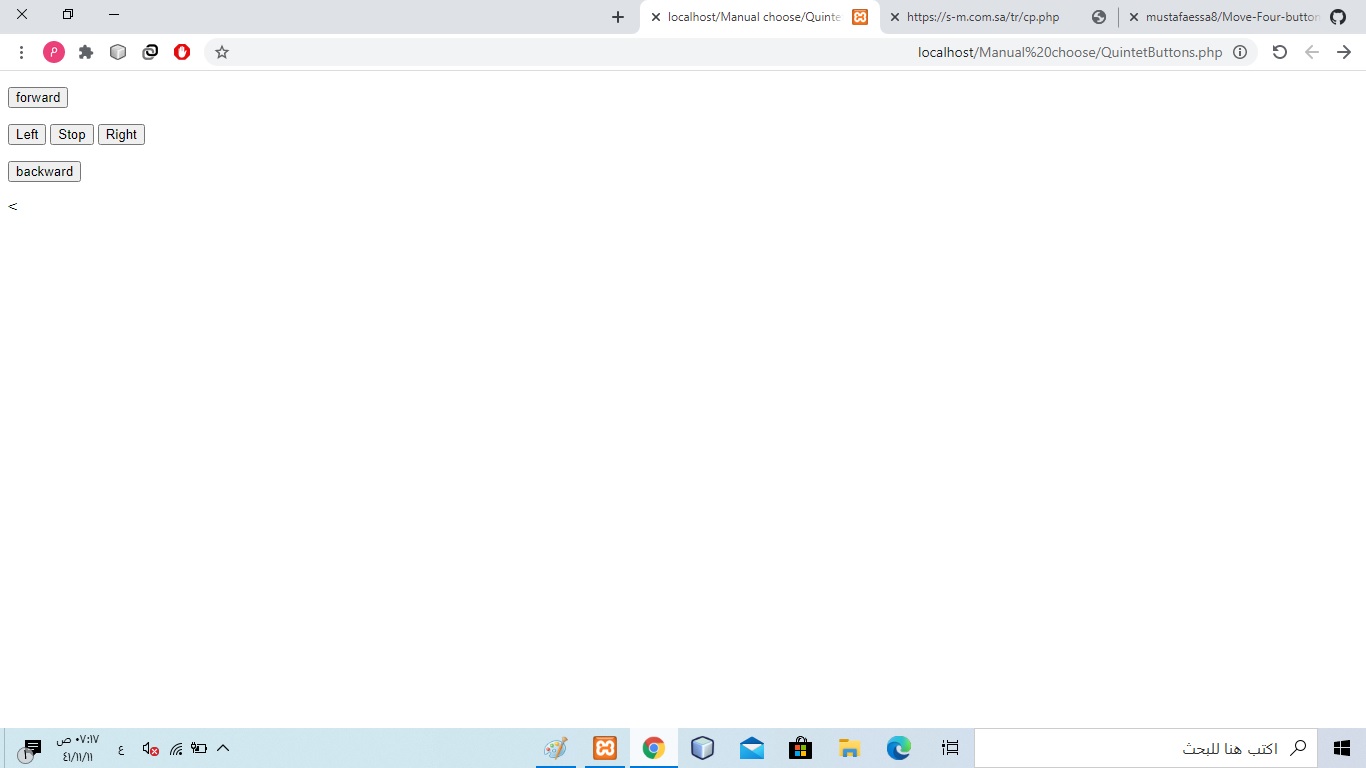 localhost/Manual choose/Quinte
https://s-m.com.sa/tr/cp.php
mustafaessa8/Move-Four-button
localhost/Manual%20choose/QuintetButtons.php
P
forward
Left Stop Right
backward
<
اكتب هنا للبحث
ع
٠٧:١٧ ص
٤١/١١/١١
١